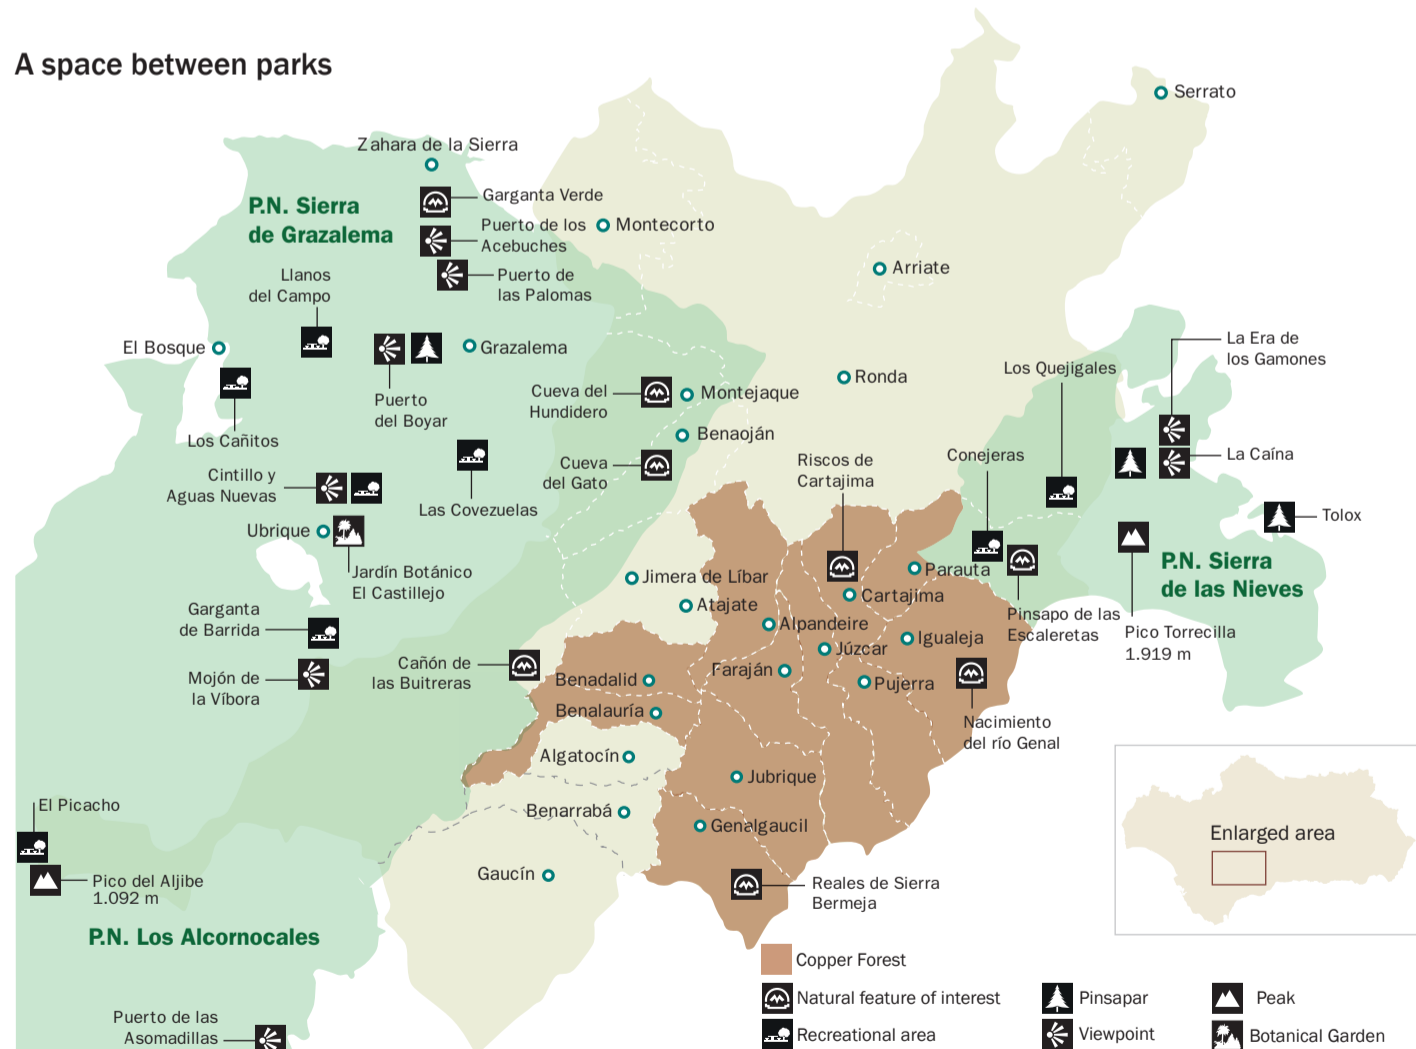 A space between parks
Serrato
Zahara de la Sierra
P.N. Sierra
de Grazalema
Garganta Verde
Puerto de los
Acebuches
Montecorto
Puerto de
las Palomas
Arriate
Llanos
del Campo
El Bosque
Grazalema
La Era de
los Gamones
Los Quejigales
Ronda
Cueva del
Hundidero
Montejaque
Puerto
del Boyar
Los Cañitos
Benaoján
Cueva
del Gato
Riscos de
Cartajima
Conejeras
La Caína
Cintillo y
Aguas Nuevas
Las Covezuelas
Tolox
Ubrique
Jardín Botánico
El Castillejo
P.N. Sierra
de las Nieves
Jimera de Líbar
Parauta
Atajate
Cartajima
Garganta
de Barrida
Alpandeire
Pinsapo de las
Escaleretas
Igualeja
Pico Torrecilla
1.919 m
Júzcar
Cañón de
las Buitreras
Mojón de
la Víbora
Benadalid
Faraján
Pujerra
Benalauría
Nacimiento
del río Genal
Algatocín
Jubrique
El Picacho
Benarrabá
Genalgaucil
Enlarged area
Gaucín
Pico del Aljibe
1.092 m
Reales de Sierra
Bermeja
P.N. Los Alcornocales
Copper Forest
Natural feature of interest
Pinsapar
Peak
Puerto de las
Asomadillas
Recreational area
Viewpoint
Botanical Garden